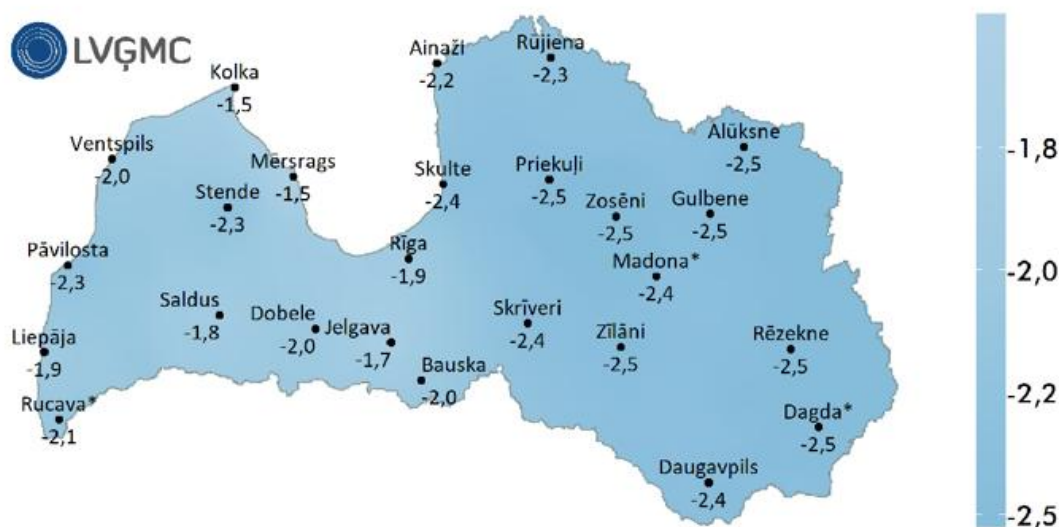 LVĢMC
Kolka
-1,5
Ainaži
-2,2
Rūjiena
-2,3
Ventspils
-2,0
Mērsrags
-1,5
Stende
-2,3
Skulte
-2,4
Priekuļi
-2,5
Alūksne
-2,5
Zosēni
-2,5
Gulbene
-2,5
Pāvilosta
-2,3
Rīga
-1,9
Madona*
-2,4
Saldus
-1,8
Dobele
-2,0
Jelgava
-1,7
Skrīveri
-2,4
Zīlāni
-2,5
Rēzekne
-2,5
Liepāja
-1,9
Bauska
-2,0
Rucava*
-2,1
Dagda*
-2,5
Daugavpils
-2,4
-1,8
-2,0
-2,2
-2,5